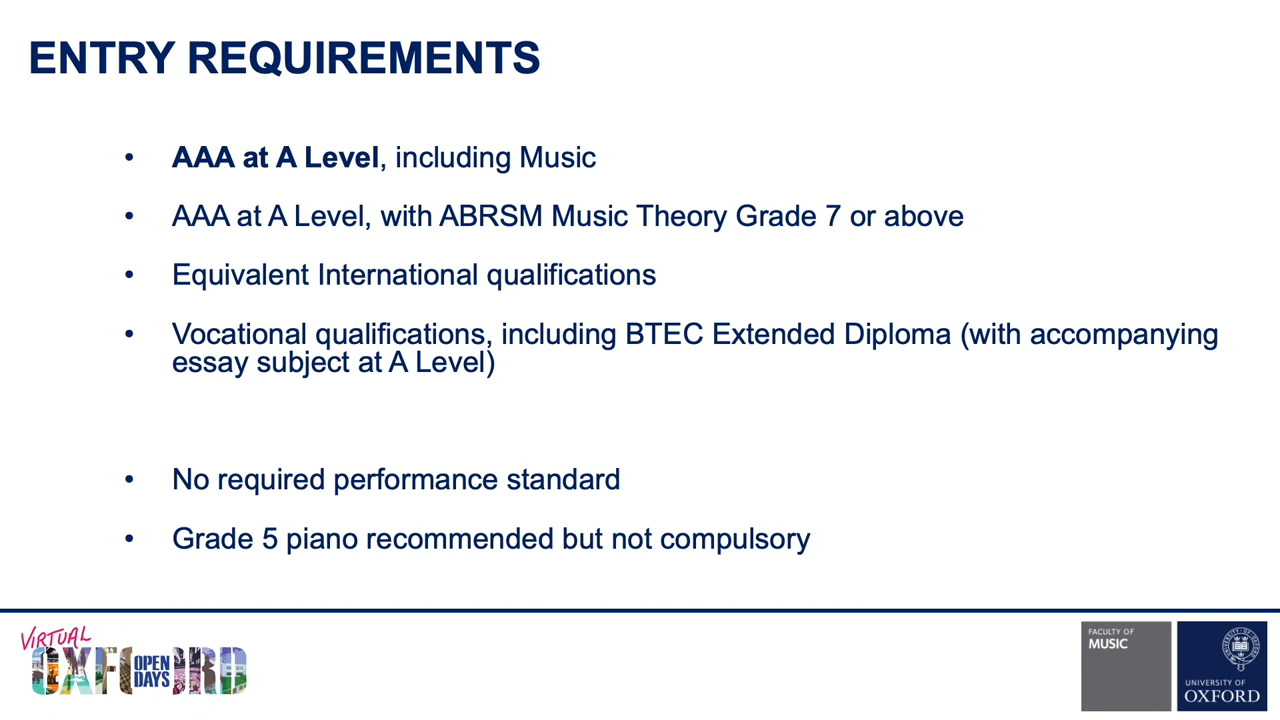 ENTRY REQUIREMENTS
• AAA at A Level, including Music
• AAA at A Level, with ABRSM Music Theory Grade 7 or above
• Equivalent International qualifications
• Vocational qualifications, including BTEC Extended Diploma (with accompanying
essay subject at A Level)
• No required performance standard
• Grade 5 piano recommended but not compulsory
VIRTUAL
OXFORD
OPEN
DAYS
FACULTY OF
MUSIC
UNIVERSITY OF
OXFORD